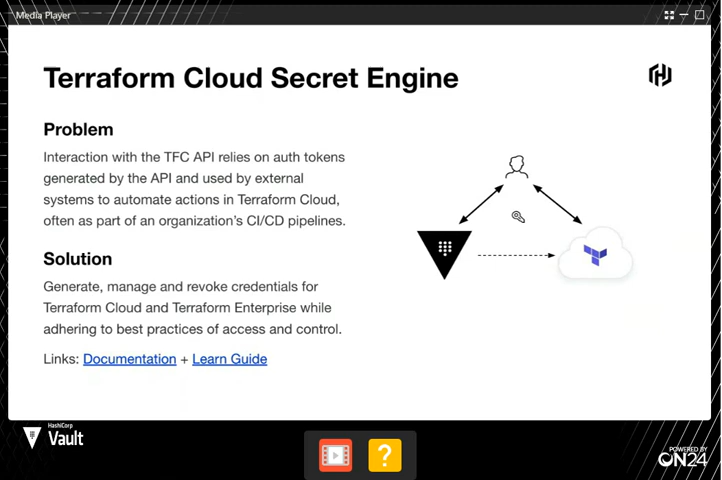 Media Player
Terraform Cloud Secret Engine
Problem
Interaction with the TFC API relies on auth tokens
generated by the API and used by external
systems to automate actions in Terraform Cloud,
often as part of an organization's CI/CD pipelines.
Solution
Generate, manage and revoke credentials for
Terraform Cloud and Terraform Enterprise while
adhering to best practices of access and control.
Links: Documentation + Learn Guide
HashiCorp
Vault
?
POWERED BY
ON24